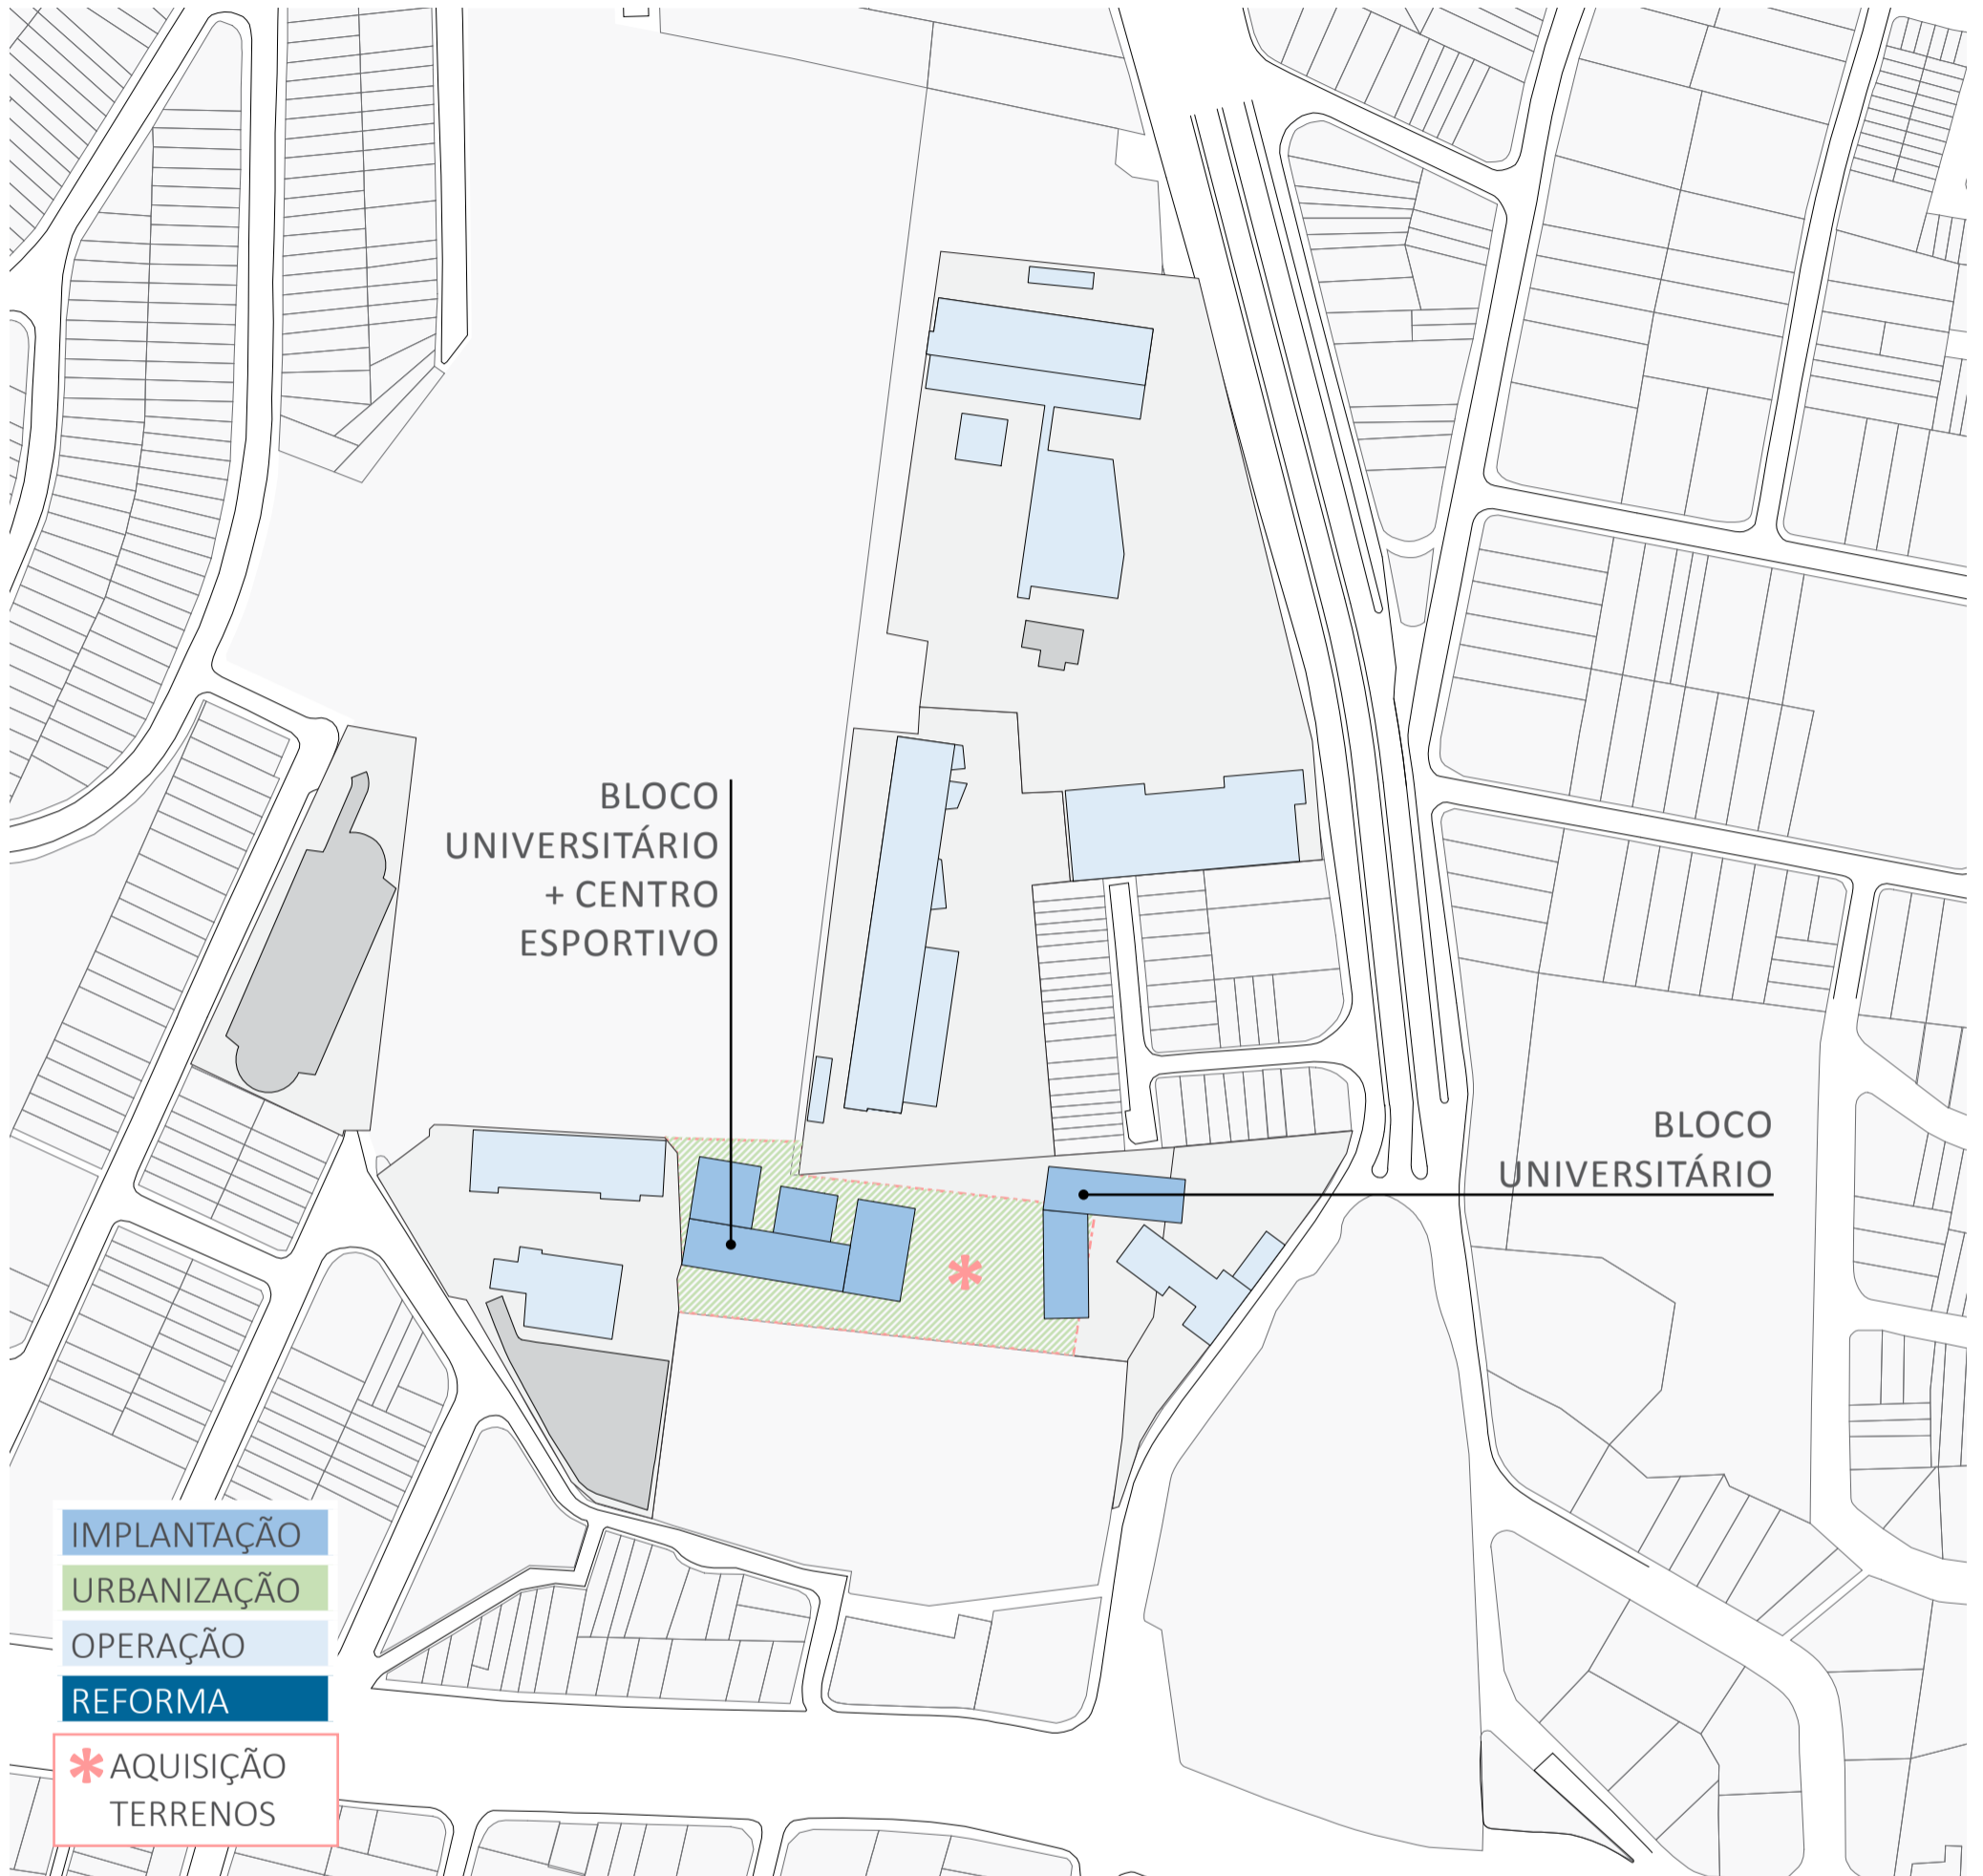 BLOCO
UNIVERSITÁRIO
+ CENTRO
ESPORTIVO
BLOCO
UNIVERSITÁRIO
IMPLANTAÇÃO
URBANIZAÇÃO
OPERAÇÃO
REFORMA
* AQUISIÇÃO
TERRENOS